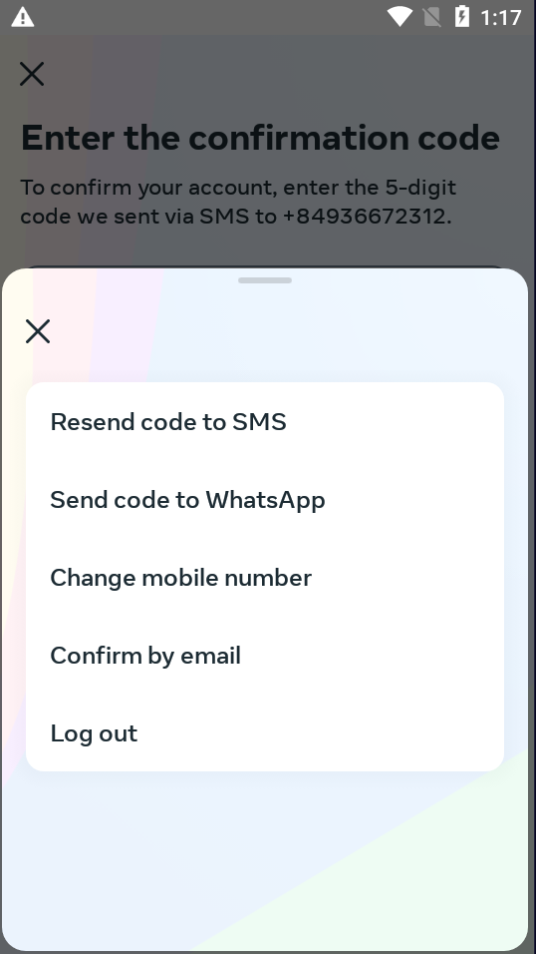 1:17
Enter the confirmation code
To confirm your account, enter the 5-digit
code we sent via SMS to +84936672312.
Resend code to SMS
Send code to WhatsApp
Change mobile number
Confirm by email
Log out